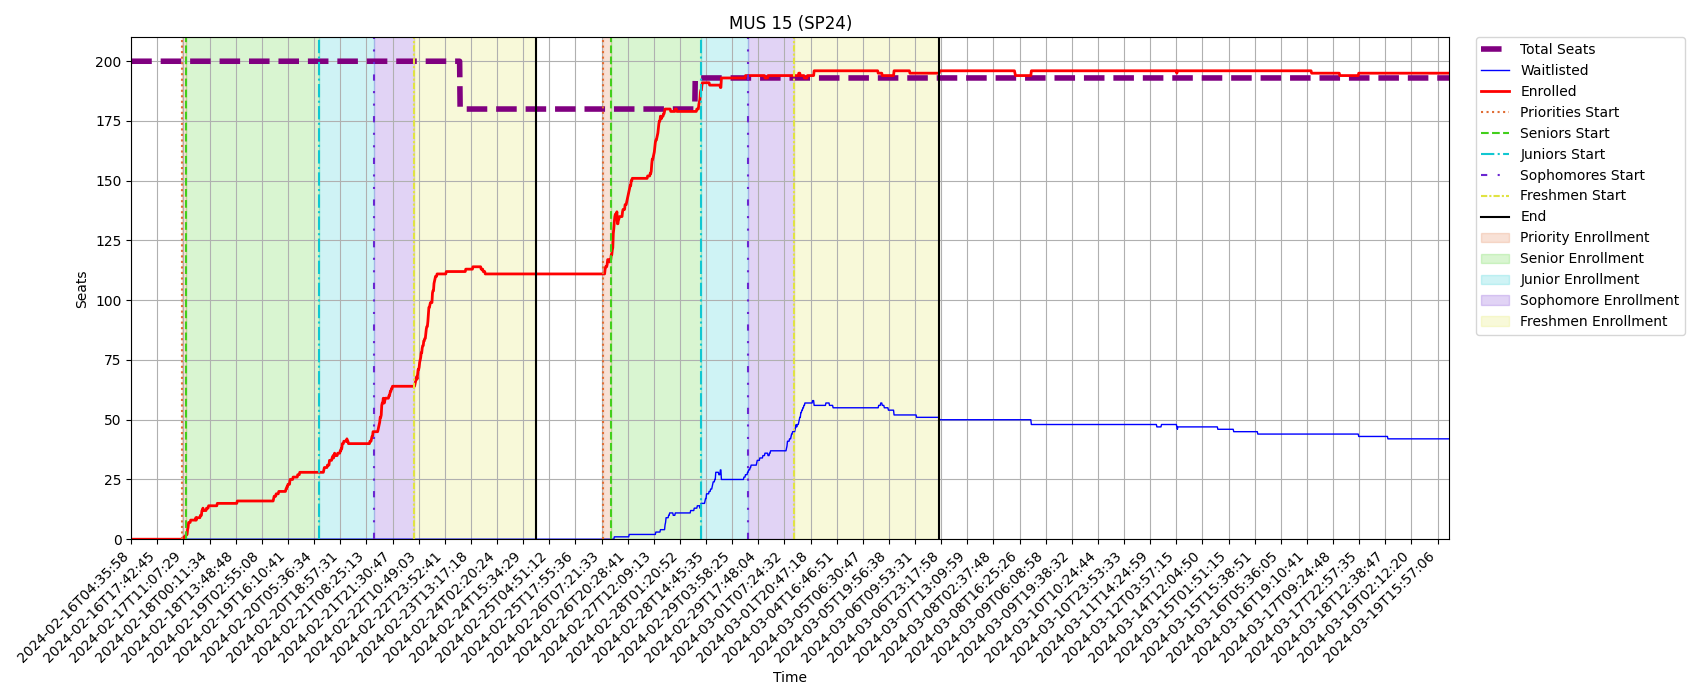 MUS 15 (SP24)
Seats
200
175
150
125
100
75
50
25
0
2024-02-16T04:35:58
2024-02-16T17:42:45
2024-02-17T11:07:29
2024-02-18T00:11:34
2024-02-18T13:48:48
2024-02-19T02:55:08
2024-02-19T16:10:41
2024-02-20T05:36:34
2024-02-20T18:57:31
2024-02-21T08:25:13
2024-02-21T21:30:47
2024-02-22T10:49:03
2024-02-22T23:52:41
2024-02-23T13:17:18
2024-02-24T02:20:24
2024-02-24T15:34:29
2024-02-25T04:51:12
2024-02-25T17:55:36
2024-02-26T07:21:33
2024-02-26T20:28:41
2024-02-27T12:09:13
2024-02-28T01:20:52
2024-02-28T14:45:35
2024-02-29T03:58:25
2024-02-29T17:48:04
2024-03-01T07:24:32
2024-03-01T20:47:18
2024-03-04T16:46:51
2024-03-05T06:30:47
2024-03-05T19:56:38
2024-03-06T09:53:31
2024-03-06T23:17:58
2024-03-07T13:09:59
2024-03-08T02:37:48
2024-03-08T16:25:26
2024-03-09T06:08:58
2024-03-09T19:38:32
2024-03-10T10:24:44
2024-03-10T23:53:33
2024-03-11T14:24:59
2024-03-12T03:57:15
2024-03-14T12:04:50
2024-03-15T01:51:15
2024-03-15T15:38:51
2024-03-16T05:36:05
2024-03-16T19:10:41
2024-03-17T09:24:48
2024-03-17T22:57:35
2024-03-18T12:38:47
2024-03-19T02:12:20
2024-03-19T15:57:06
Time
Total Seats
Waitlisted
Enrolled
Priorities Start
Seniors Start
Juniors Start
Sophomores Start
Freshmen Start
End
Priority Enrollment
Senior Enrollment
Junior Enrollment
Sophomore Enrollment
Freshmen Enrollment